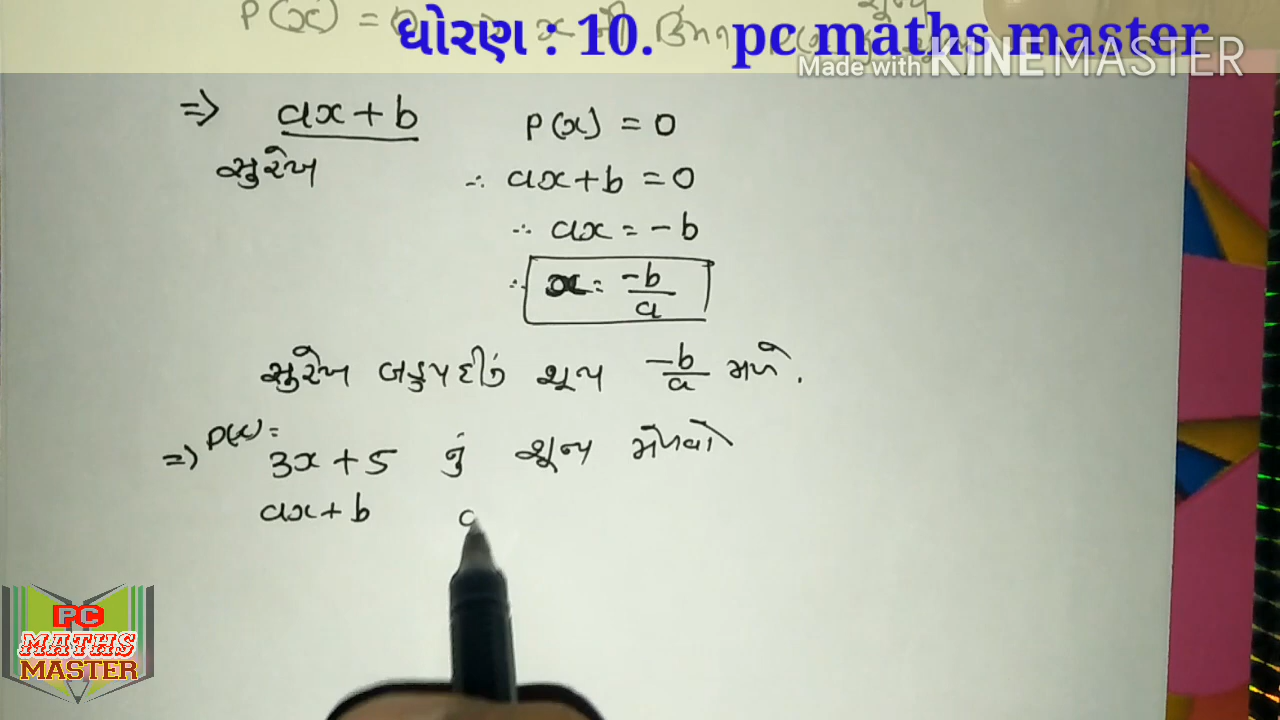 P(x) =
ધોરણ : 10. pc maths master
Made with KINEMASTER
⇒ ax + b
સુરેખ
P(x) = 0
∴ ax + b = 0
∴ ax = - b
∴ x = -b/a
સુરેખ બહુપદીનું શૂન્ય -b/a મળે.
⇒ P(x) = 3x + 5 નું શૂન્ય મેળવો
ax + b a
PC
MATHS
MASTER